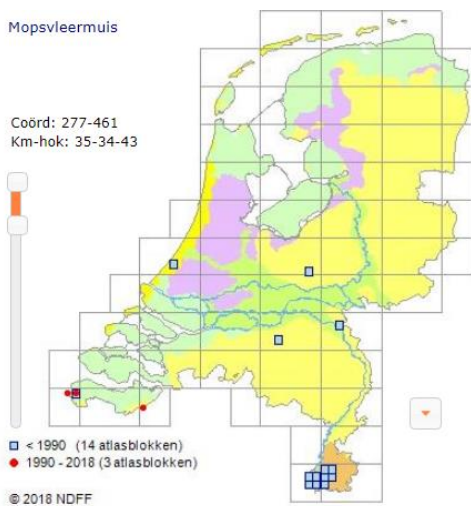 Mopsvleermuis
Coörd: 277-461
Km-hok: 35-34-43
< 1990 (14 atlasblokken)
1990 - 2018 (3 atlasblokken)
© 2018 NDFF